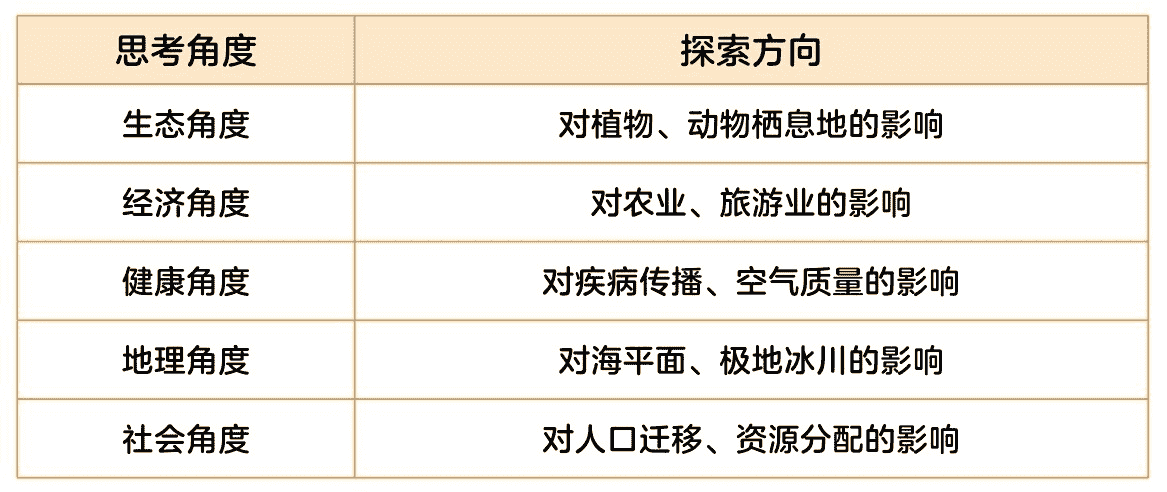 思考角度 探索方向
生态角度 对植物、动物栖息地的影响
经济角度 对农业、旅游业的影响
健康角度 对疾病传播、空气质量的影响
地理角度 对海平面、极地冰川的影响
社会角度 对人口迁移、资源分配的影响